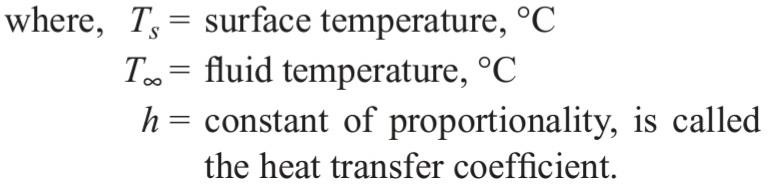 where, Tₛ = surface temperature, °C
T∞ = fluid temperature, °C
h = constant of proportionality, is called
the heat transfer coefficient.